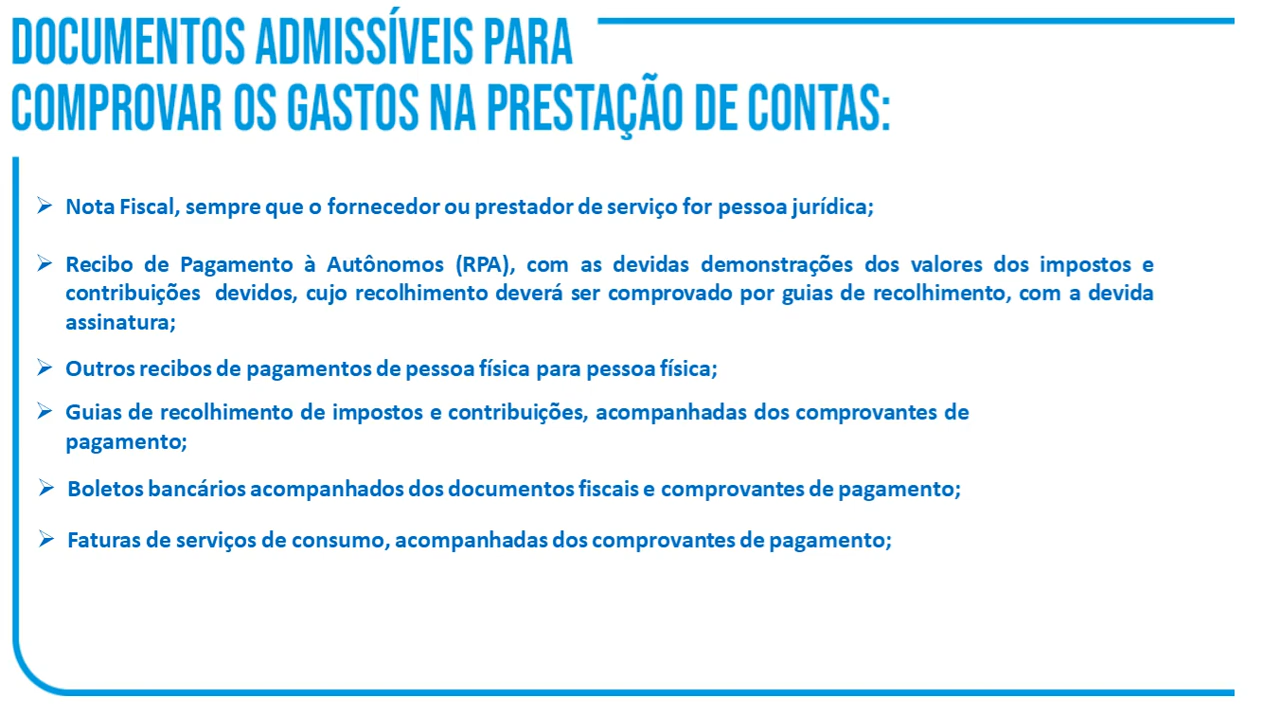 DOCUMENTOS ADMISSÍVEIS PARA
COMPROVAR OS GASTOS NA PRESTAÇÃO DE CONTAS:
➢ Nota Fiscal, sempre que o fornecedor ou prestador de serviço for pessoa jurídica;
➢ Recibo de Pagamento à Autônomos (RPA), com as devidas demonstrações dos valores dos impostos e
contribuições devidos, cujo recolhimento deverá ser comprovado por guias de recolhimento, com a devida
assinatura;
➢ Outros recibos de pagamentos de pessoa física para pessoa física;
➢ Guias de recolhimento de impostos e contribuições, acompanhadas dos comprovantes de
pagamento;
➢ Boletos bancários acompanhados dos documentos fiscais e comprovantes de pagamento;
➢ Faturas de serviços de consumo, acompanhadas dos comprovantes de pagamento;